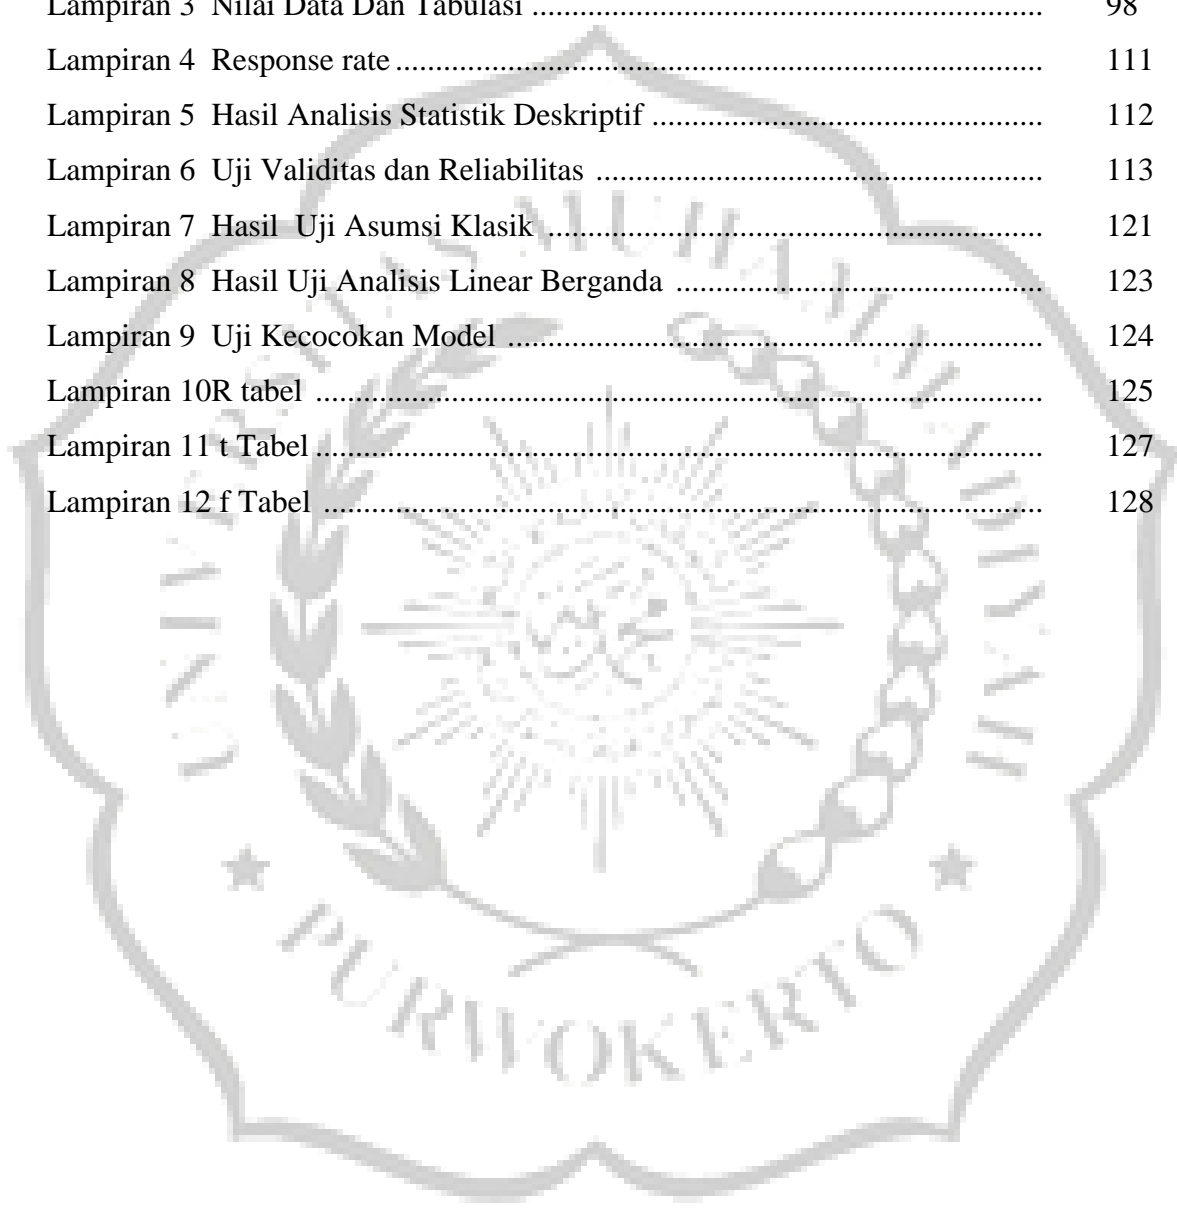 Lampiran 3 Nilai Data Dan Tabulasi ................................................................ 98
Lampiran 4 Response rate ................................................................................. 111
Lampiran 5 Hasil Analisis Statistik Deskriptif ................................................. 112
Lampiran 6 Uji Validitas dan Reliabilitas ........................................................ 113
Lampiran 7 Hasil Uji Asumsi Klasik .............................................................. 121
Lampiran 8 Hasil Uji Analisis Linear Berganda .............................................. 123
Lampiran 9 Uji Kecocokan Model ................................................................... 124
Lampiran 10R tabel ........................................................................................... 125
Lampiran 11 t Tabel ........................................................................................... 127
Lampiran 12 f Tabel .......................................................................................... 128
UNIVERSITAS MUHAMMADIYAH
PURWOKERTO